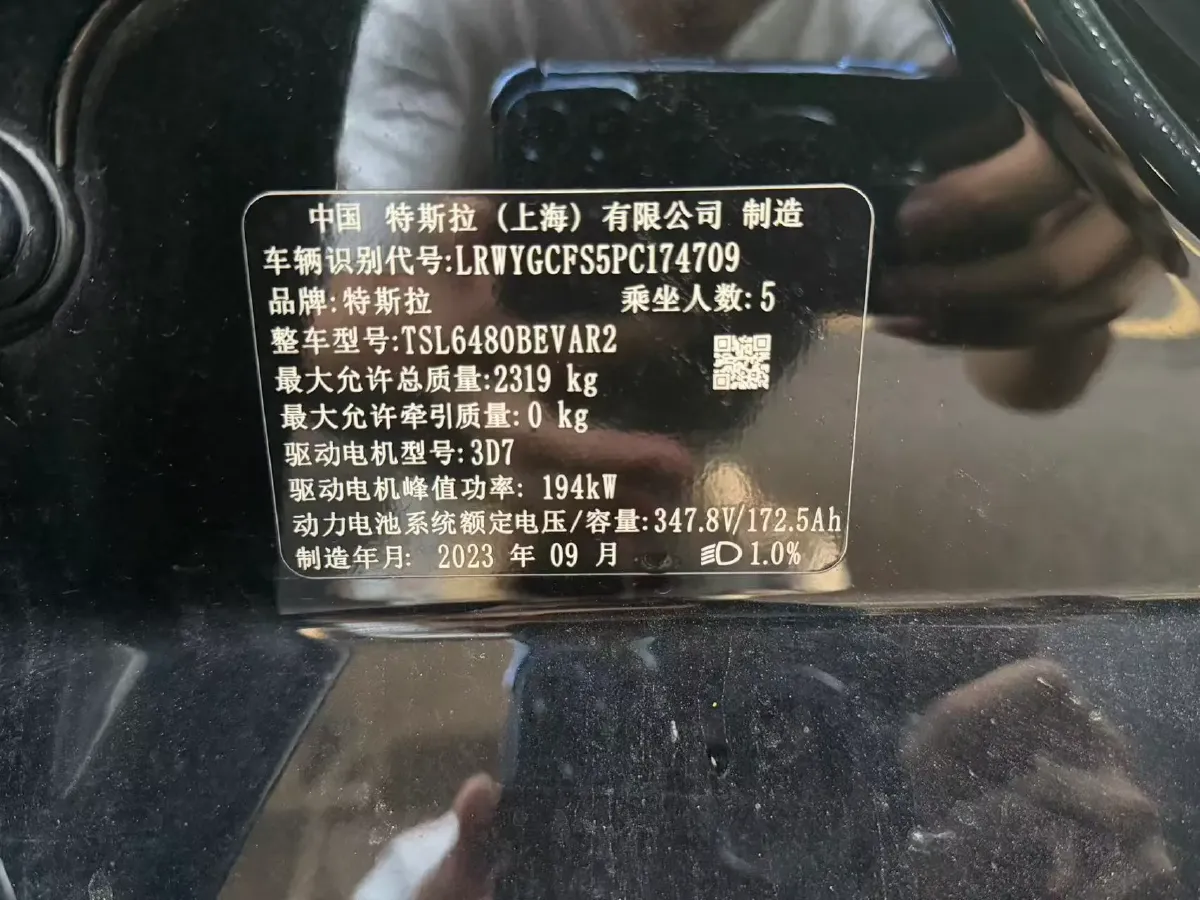 中国 特斯拉 (上海) 有限公司 制造
车辆识别代号:LRWYGCFS5PC174709
品牌:特斯拉 乘坐人数:5
整车型号:TSL6480BEVAR2
最大允许总质量:2319 kg
最大允许牵引质量:0 kg
驱动电机型号:3D7
驱动电机峰值功率: 194kW
动力电池系统额定电压/容量:347.8V/172.5Ah
制造年月: 2023 年 09 月 1.0%